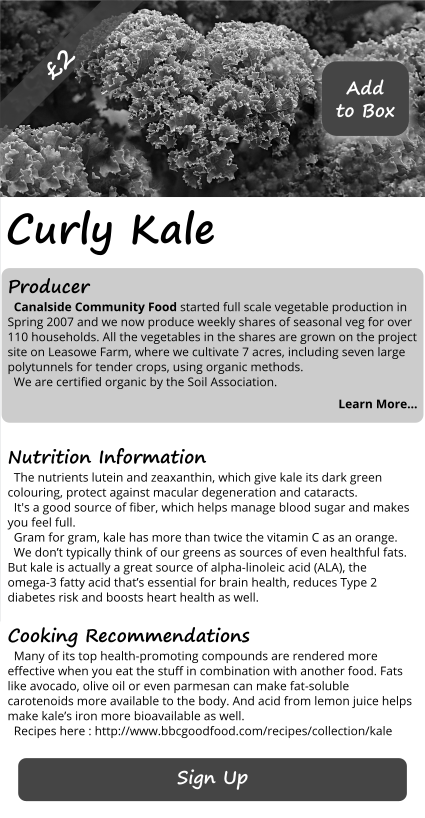 £2
Add
to Box
Curly Kale
Producer
Canalside Community Food started full scale vegetable production in
Spring 2007 and we now produce weekly shares of seasonal veg for over
110 households. All the vegetables in the shares are grown on the project
site on Leasowe Farm, where we cultivate 7 acres, including seven large
polytunnels for tender crops, using organic methods.
We are certified organic by the Soil Association.
Learn More...
Nutrition Information
The nutrients lutein and zeaxanthin, which give kale its dark green
colouring, protect against macular degeneration and cataracts.
It's a good source of fiber, which helps manage blood sugar and makes
you feel full.
Gram for gram, kale has more than twice the vitamin C as an orange.
We don’t typically think of our greens as sources of even healthful fats.
But kale is actually a great source of alpha-linoleic acid (ALA), the
omega-3 fatty acid that’s essential for brain health, reduces Type 2
diabetes risk and boosts heart health as well.
Cooking Recommendations
Many of its top health-promoting compounds are rendered more
effective when you eat the stuff in combination with another food. Fats
like avocado, olive oil or even parmesan can make fat-soluble
carotenoids more available to the body. And acid from lemon juice helps
make kale’s iron more bioavailable as well.
Recipes here : http://www.bbcgoodfood.com/recipes/collection/kale
Sign Up